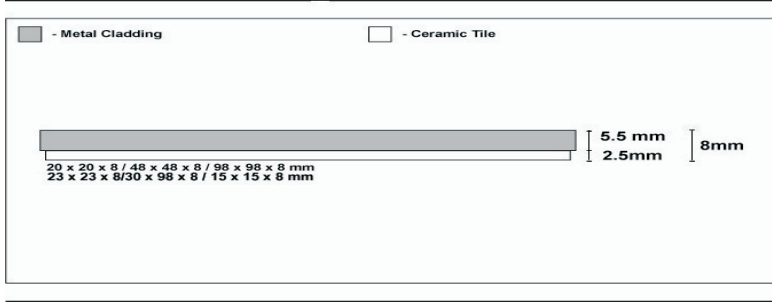 - Metal Cladding
- Ceramic Tile
5.5 mm
8mm
2.5mm
20 x 20 x 8 / 48 x 48 x 8 / 98 x 98 x 8 mm
23 x 23 x 8/30 x 98 x 8 / 15 x 15 x 8 mm